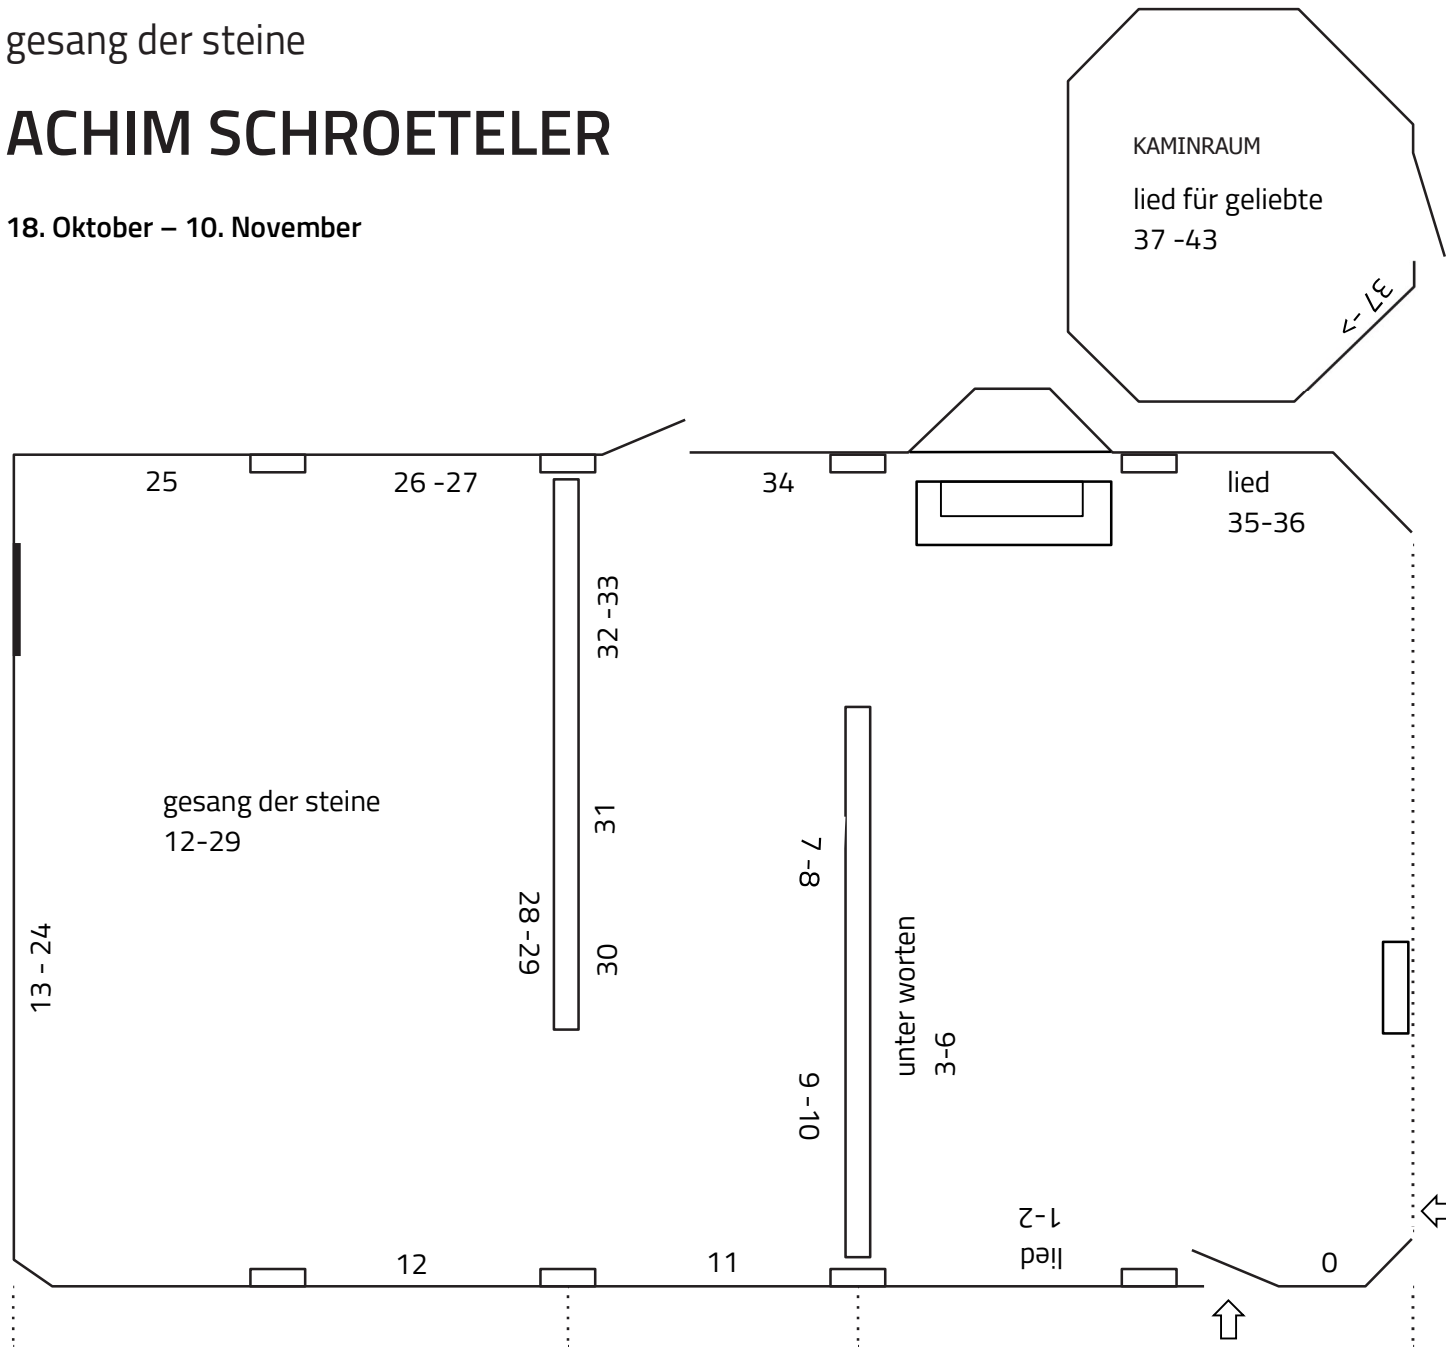 gesang der steine
ACHIM SCHROETELER
18. Oktober – 10. November
KAMINRAUM
lied für geliebte
37 -43
37 ->
25
26 -27
34
lied
35-36
32 -33
gesang der steine
12-29
31
7 -8
28 -29
30
13 - 24
unter worten
3-6
9 -10
lied
1-2
12
11
0